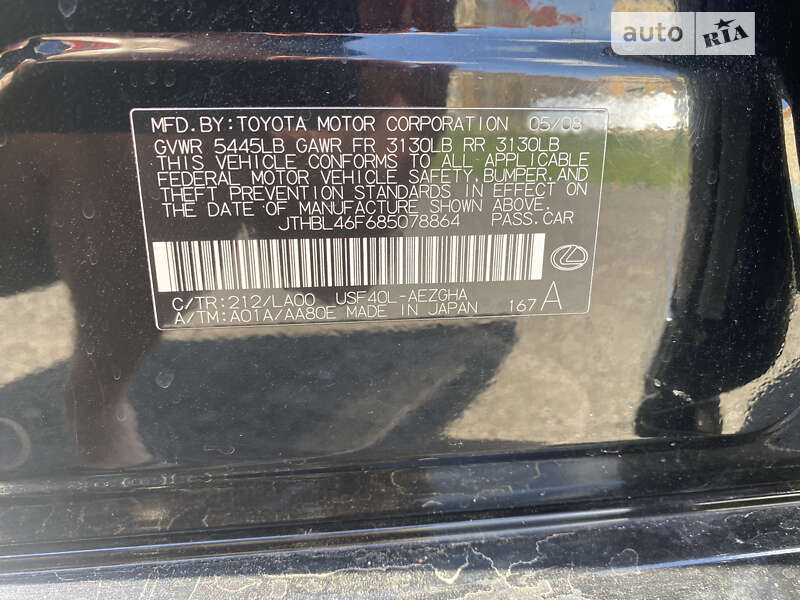 auto RIA
MFD.BY:TOYOTA MOTOR CORPORATION 05/08
GVWR 5445LB GAWR FR 3130LB RR 3130LB
THIS VEHICLE CONFORMS TO ALL APPLICABLE
FEDERAL MOTOR VEHICLE SAFETY,BUMPER,AND
THEFT PREVENTION STANDARDS IN EFFECT ON
THE DATE OF MANUFACTURE SHOWN ABOVE.
JTHBL46F685078864 PASS.CAR
C/TR:212/LA00 USF40L-AEZGHA
A/TM:A01A/AA80E MADE IN JAPAN 167 A